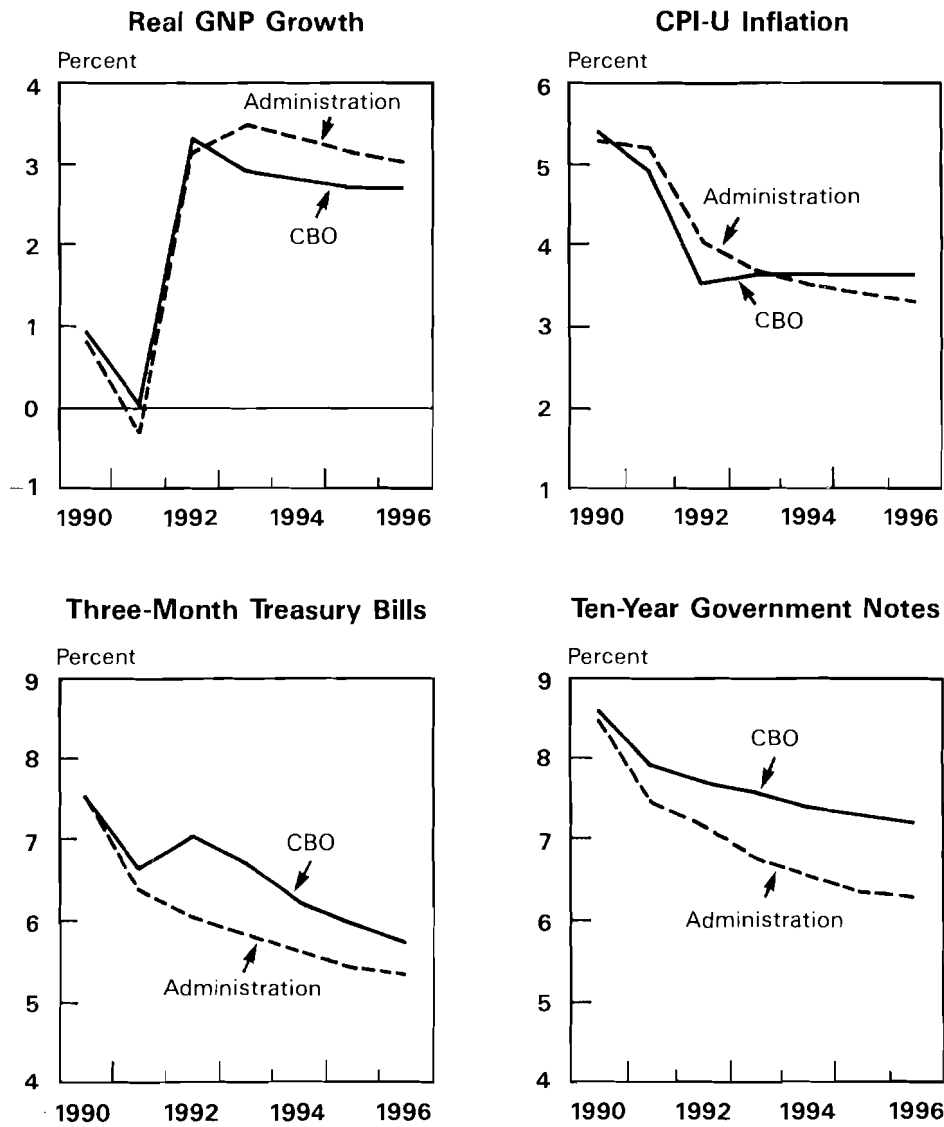 Real GNP Growth
Percent
4
3
2
1
0
−1
Administration
CBO
1990 1992 1994 1996
CPI-U Inflation
Percent
6
5
4
3
2
1
Administration
CBO
1990 1992 1994 1996
Three-Month Treasury Bills
Percent
9
8
7
6
5
4
CBO
Administration
1990 1992 1994 1996
Ten-Year Government Notes
Percent
9
8
7
6
5
4
CBO
Administration
1990 1992 1994 1996